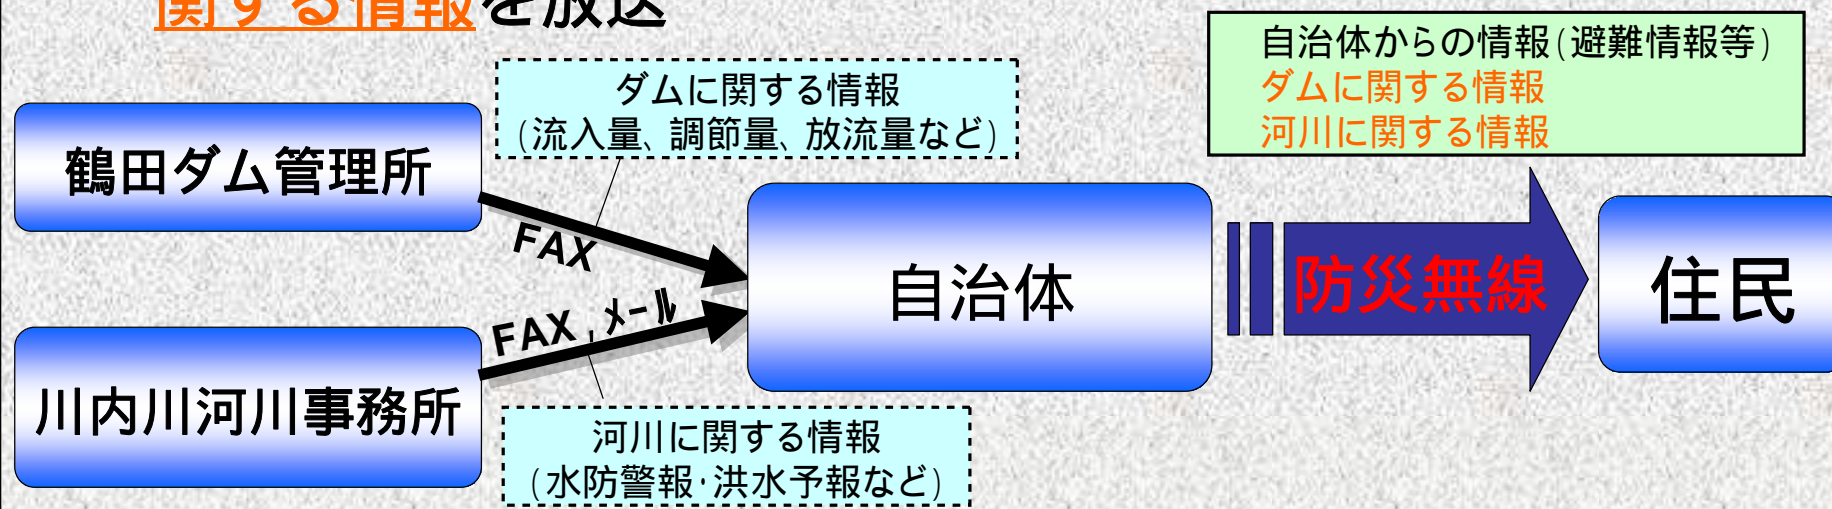 関する情報を放送
自治体からの情報(避難情報等)
ダムに関する情報
河川に関する情報
ダムに関する情報
(流入量、調節量、放流量など)
鶴田ダム管理所
FAX
自治体
防災無線
住民
FAX,ﾒｰﾙ
川内川河川事務所
河川に関する情報
(水防警報・洪水予報など)